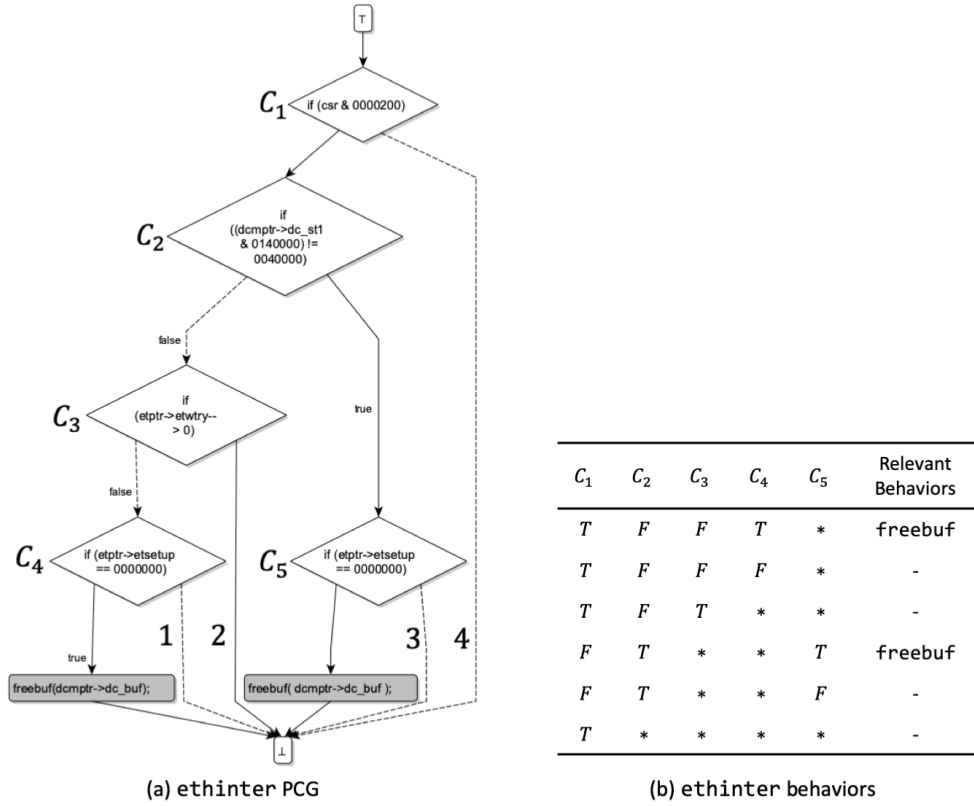 ⊤
C1
if (csr & 0000200)
C2
if
((dcmptr->dc_st1
& 0140000) !=
0040000)
false
true
C3
if
(etptr->etwtry--
> 0)
false
C4
if (etptr->etsetup
== 0000000)
C5
if (etptr->etsetup
== 0000000)
1
2
3
4
true
freebuf(dcmptr->dc_buf);
freebuf( dcmptr->dc_buf );
⊥
(a) ethinter PCG
C1 C2 C3 C4 C5 Relevant
Behaviors
T F F T * freebuf
T F F F * -
T F T * * -
F T * * T freebuf
F T * * F -
T * * * * -
(b) ethinter behaviors